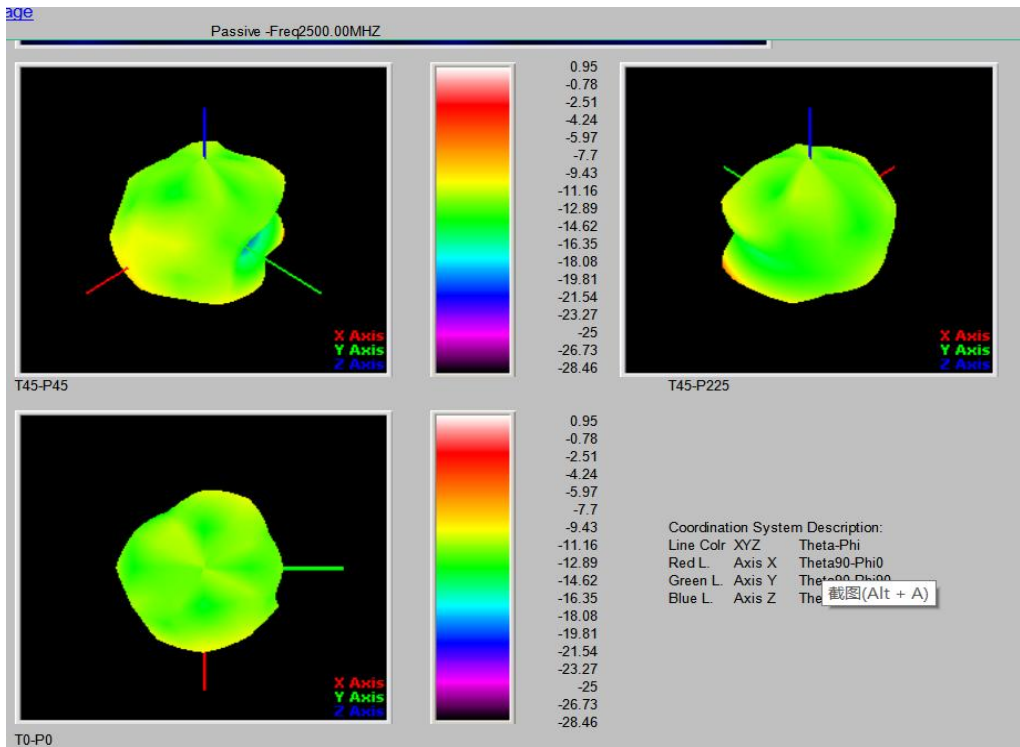 age
Passive -Freq2500.00MHZ
0.95
-0.78
-2.51
-4.24
-5.97
-7.7
-9.43
-11.16
-12.89
-14.62
-16.35
-18.08
-19.81
-21.54
-23.27
-25
-26.73
-28.46
X Axis
Y Axis
Z Axis
X Axis
Y Axis
Z Axis
T45-P45
T45-P225
0.95
-0.78
-2.51
-4.24
-5.97
-7.7
-9.43
-11.16
-12.89
-14.62
-16.35
-18.08
-19.81
-21.54
-23.27
-25
-26.73
-28.46
X Axis
Y Axis
Z Axis
T0-P0
Coordination System Description:
Line Colr XYZ Theta-Phi
Red L. Axis X Theta90-Phi0
Green L. Axis Y Theta90-Phi90
Blue L. Axis Z The
截图(Alt + A)